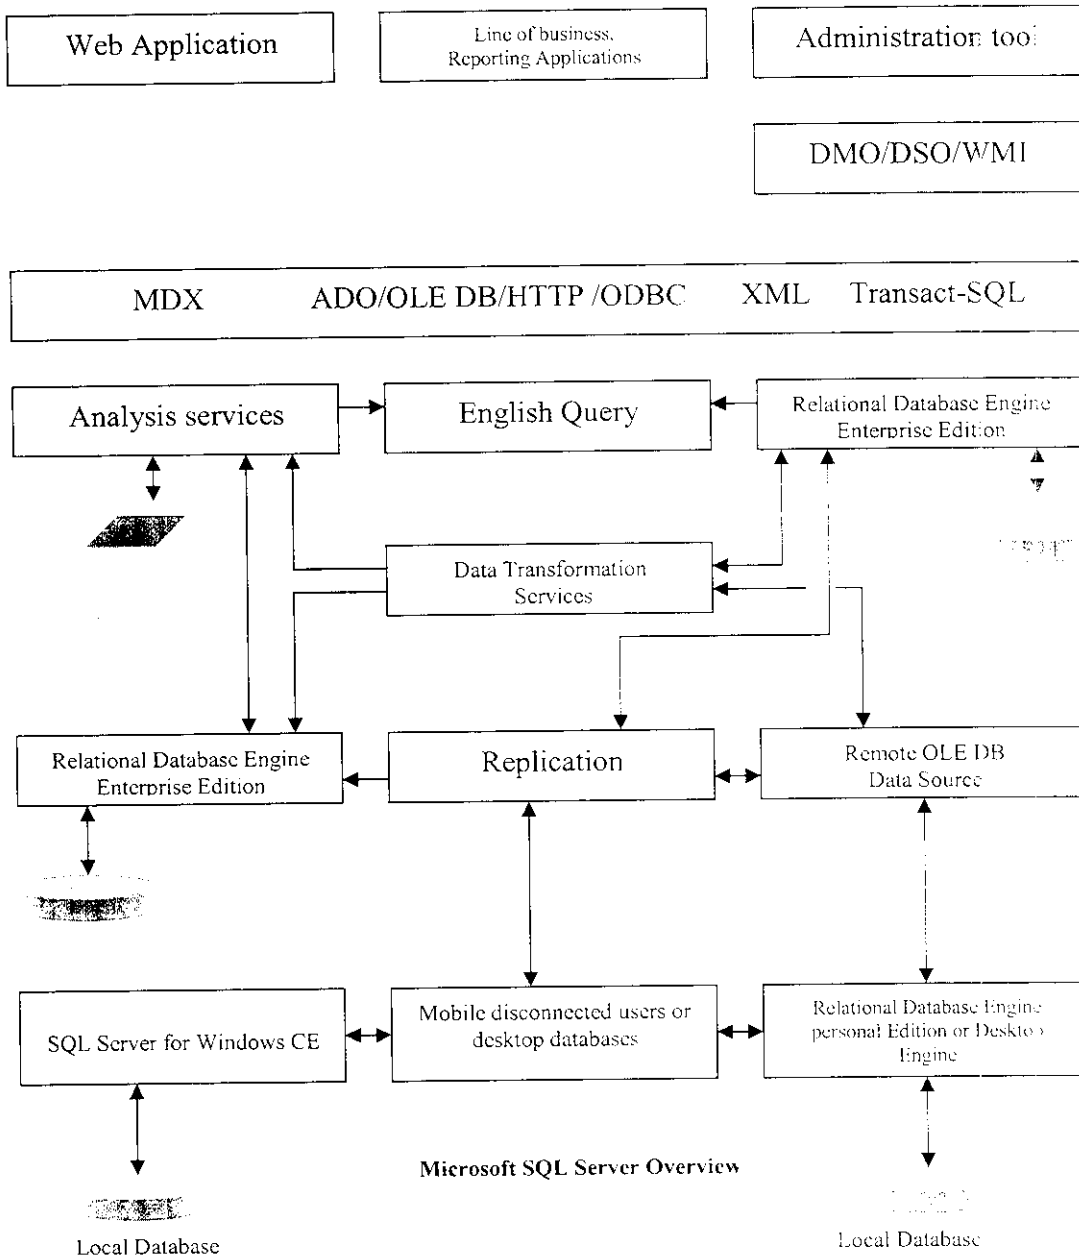 Web Application
Line of business,
Reporting Applications
Administration tool
DMO/DSO/WMI
MDX ADO/OLE DB/HTTP /ODBC XML Transact-SQL
Analysis services
English Query
Relational Database Engine
Enterprise Edition
Data Transformation
Services
Relational Database Engine
Enterprise Edition
Replication
Remote OLE DB
Data Source
SQL Server for Windows CE
Mobile disconnected users or
desktop databases
Relational Database Engine
personal Edition or Desktop
Engine
Microsoft SQL Server Overview
Local Database
Local Database